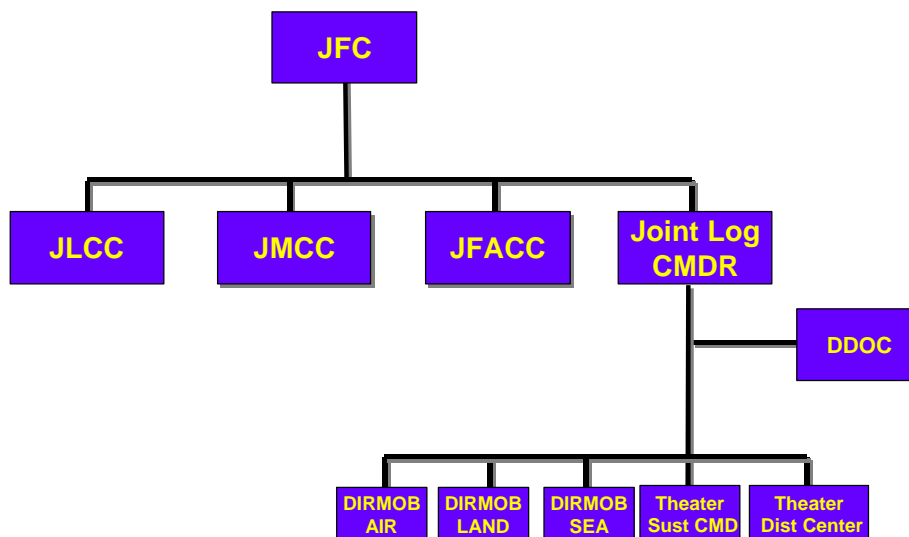 JFC
JLCC
JMCC
JFACC
Joint Log
CMDR
DDOC
DIRMOB
AIR
DIRMOB
LAND
DIRMOB
SEA
Theater
Sust CMD
Theater
Dist Center